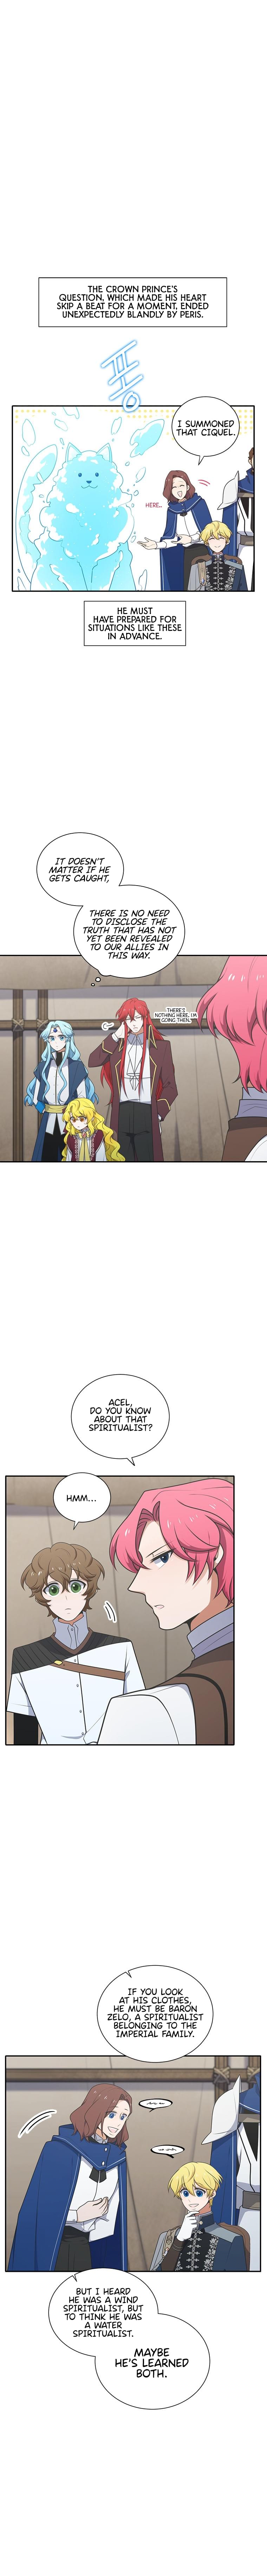 THE CROWN PRINCE'S
QUESTION, WHICH MADE HIS HEART
SKIP A BEAT FOR A MOMENT, ENDED
UNEXPECTEDLY BLANDLY BY PERIS.
퐁
I SUMMONED
THAT CIQUEL.
HERE..
HE MUST
HAVE PREPARED FOR
SITUATIONS LIKE THESE
IN ADVANCE.
IT DOESN'T
MATTER IF HE
GETS CAUGHT,
THERE IS NO NEED
TO DISCLOSE THE
TRUTH THAT HAS NOT
YET BEEN REVEALED
TO OUR ALLIES IN
THIS WAY.
THERE'S
NOTHING HERE, I'M
GOING THEN.
ACEL,
DO YOU KNOW
ABOUT THAT
SPIRITUALIST?
HMM...
IF YOU LOOK
AT HIS CLOTHES,
HE MUST BE BARON
ZELO, A SPIRITUALIST
BELONGING TO THE
IMPERIAL FAMILY.
BUT I HEARD
HE WAS A WIND
SPIRITUALIST, BUT
TO THINK HE WAS
A WATER
SPIRITUALIST.
MAYBE
HE'S LEARNED
BOTH.